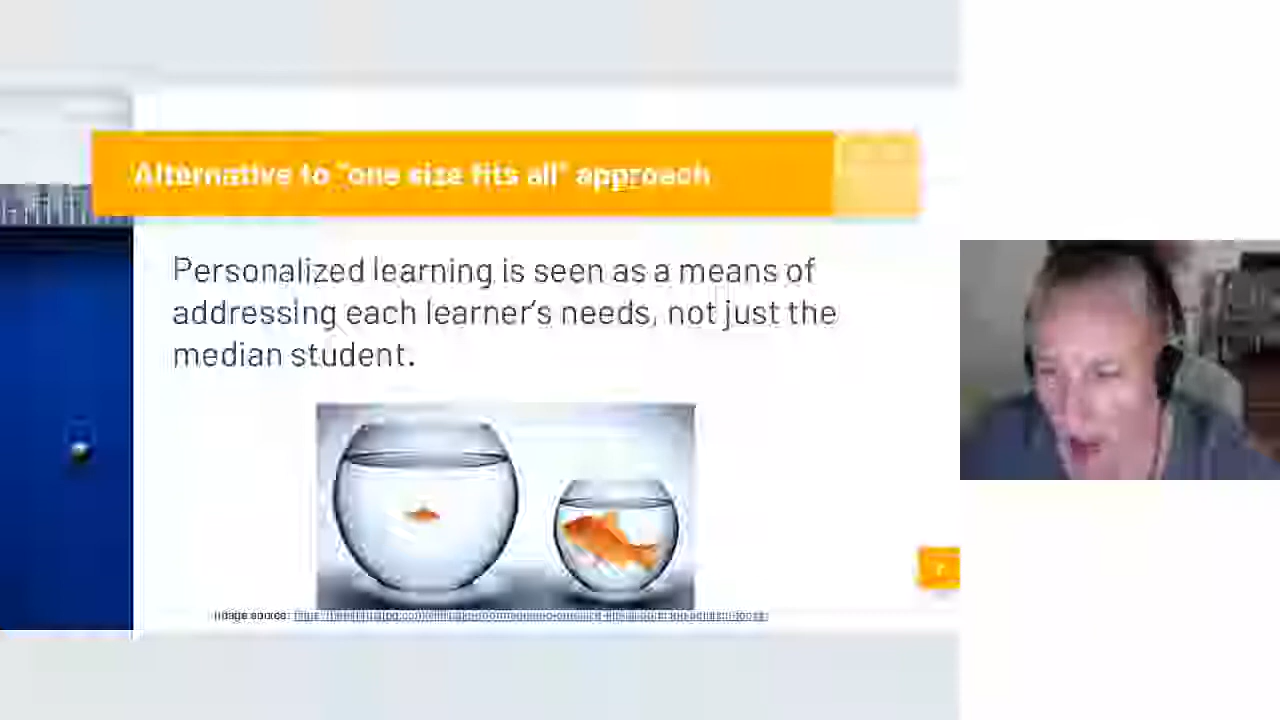 Alternative to "one size fits all" approach
Personalized learning is seen as a means of
addressing each learner's needs, not just the
median student.
Image source: